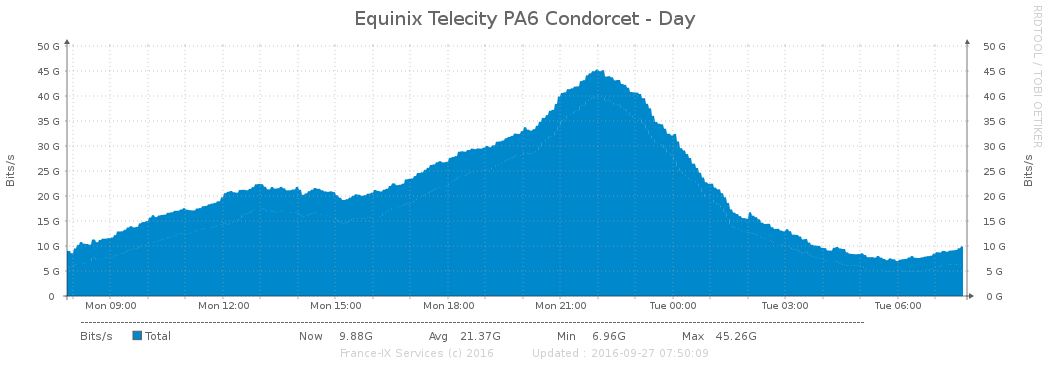 Equinix Telecity PA6 Condorcet - Day
RRDTOOL / TOBI OETIKER
Bits/s
50 G 50 G
45 G 45 G
40 G 40 G
35 G 35 G
30 G 30 G
25 G 25 G
20 G 20 G
15 G 15 G
10 G 10 G
5 G 5 G
0 0 G
Bits/s
Mon 09:00 Mon 12:00 Mon 15:00 Mon 18:00 Mon 21:00 Tue 00:00 Tue 03:00 Tue 06:00
Bits/s Total Now 9.88G Avg 21.37G Min 6.96G Max 45.26G
France-IX Services (c) 2016 Updated : 2016-09-27 07:50:09